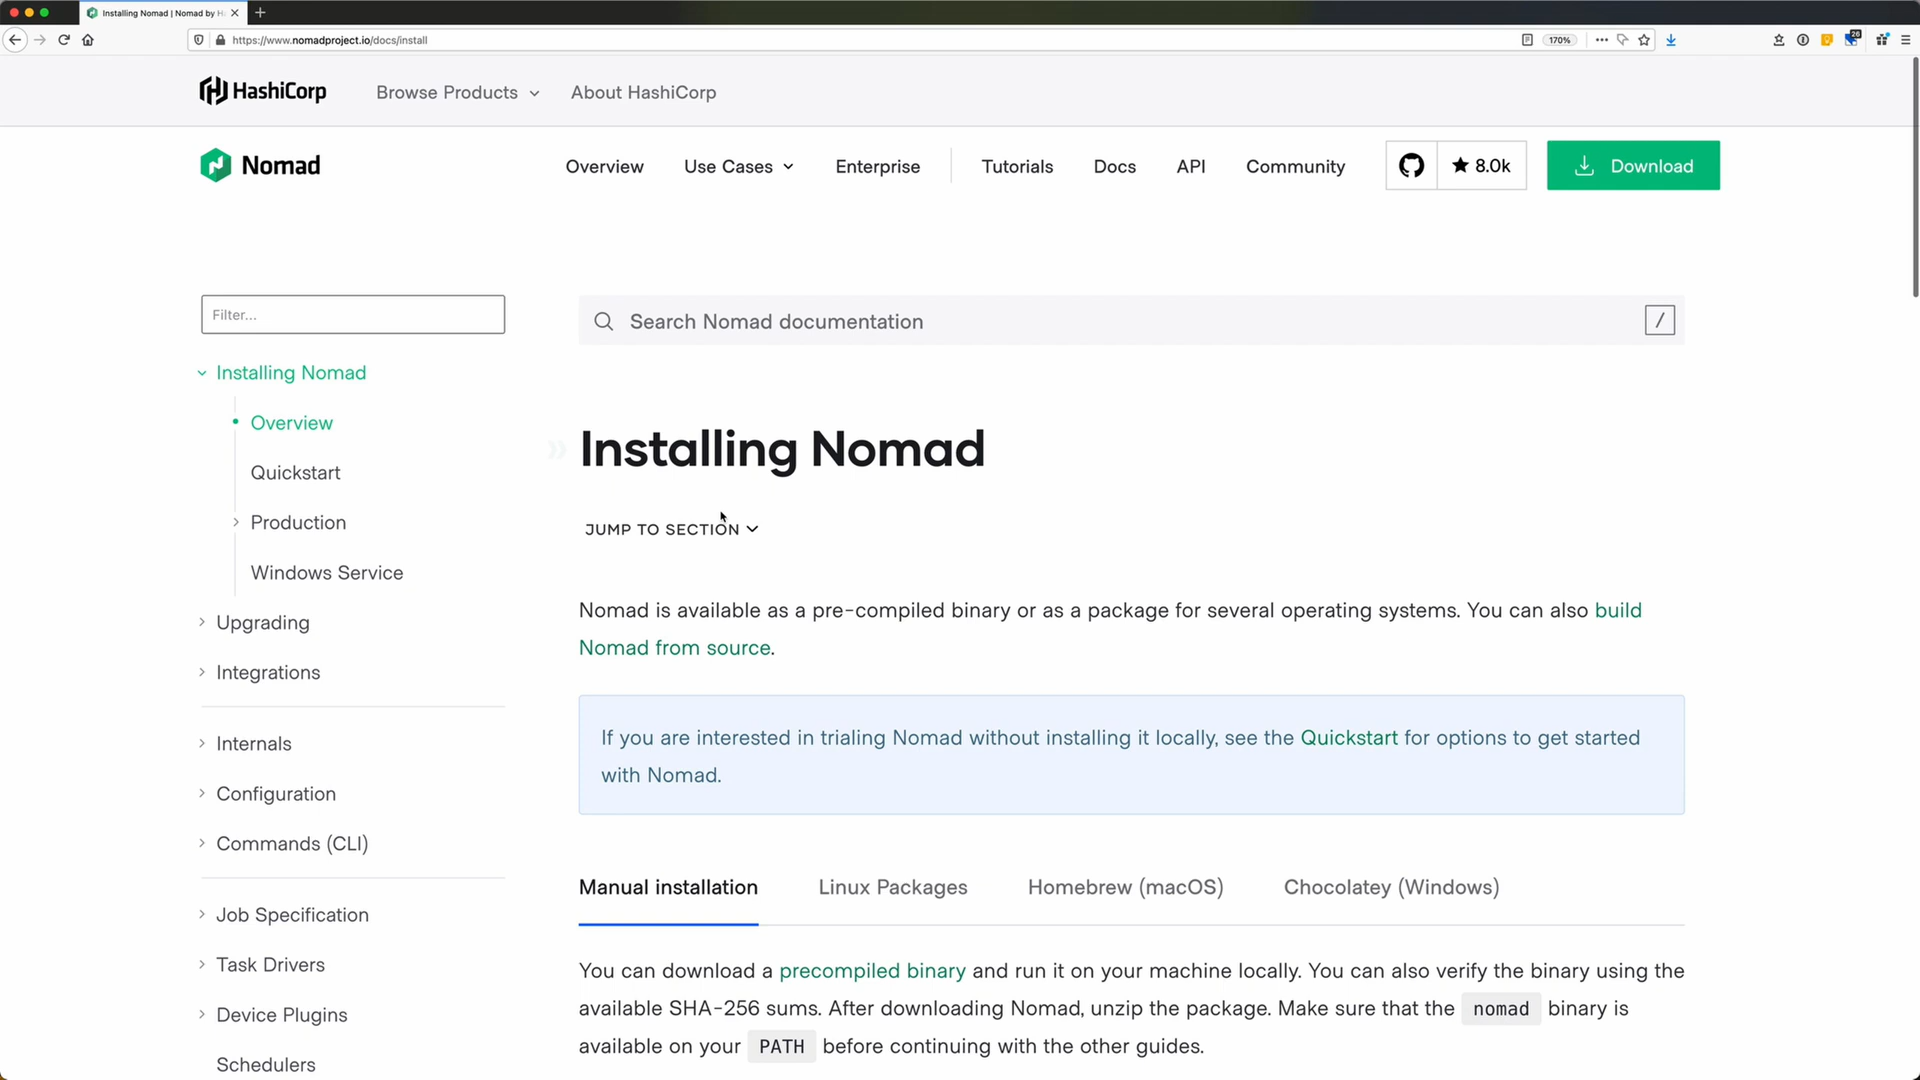 Installing Nomad | Nomad by H
https://www.nomadproject.io/docs/install
170%
26
HashiCorp
Browse Products
About HashiCorp
Nomad
Overview
Use Cases
Enterprise
Tutorials
Docs
API
Community
8.0k
Download
Filter...
Search Nomad documentation
/
Installing Nomad
Overview
Quickstart
Production
Windows Service
Upgrading
Integrations
Internals
Configuration
Commands (CLI)
Job Specification
Task Drivers
Device Plugins
Schedulers
»
Installing Nomad
JUMP TO SECTION
Nomad is available as a pre-compiled binary or as a package for several operating systems. You can also build
Nomad from source.
If you are interested in trialing Nomad without installing it locally, see the Quickstart for options to get started
with Nomad.
Manual installation
Linux Packages
Homebrew (macOS)
Chocolatey (Windows)
You can download a precompiled binary and run it on your machine locally. You can also verify the binary using the
available SHA-256 sums. After downloading Nomad, unzip the package. Make sure that the nomad binary is
available on your PATH before continuing with the other guides.